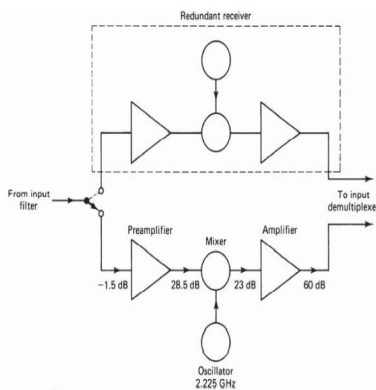 Redundant receiver
From input
filter
To input
demultiplexe
Preamplifier
Mixer
Amplifier
−1.5 dB
28.5 dB
23 dB
60 dB
Oscillator
2.225 GHz